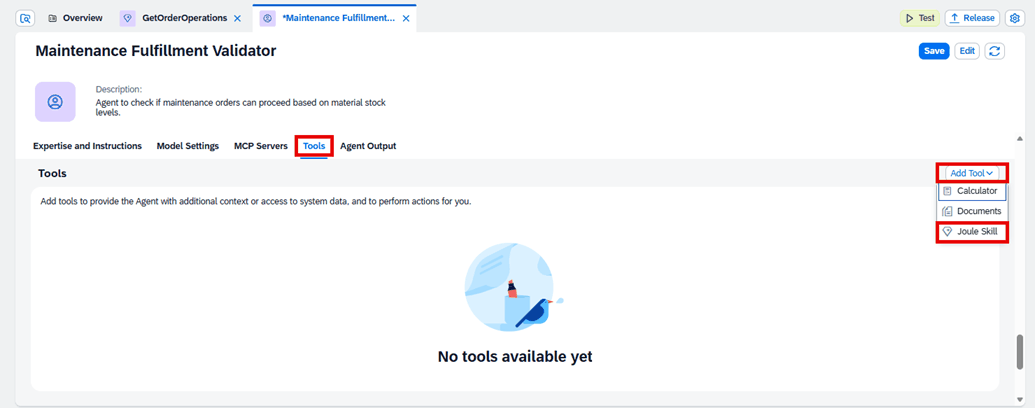 Overview
GetOrderOperations
*Maintenance Fulfillment...
Test
Release
Maintenance Fulfillment Validator
Save
Edit
Description:
Agent to check if maintenance orders can proceed based on material stock
levels.
Expertise and Instructions
Model Settings
MCP Servers
Tools
Agent Output
Tools
Add Tool
Calculator
Documents
Joule Skill
Add tools to provide the Agent with additional context or access to system data, and to perform actions for you.
No tools available yet